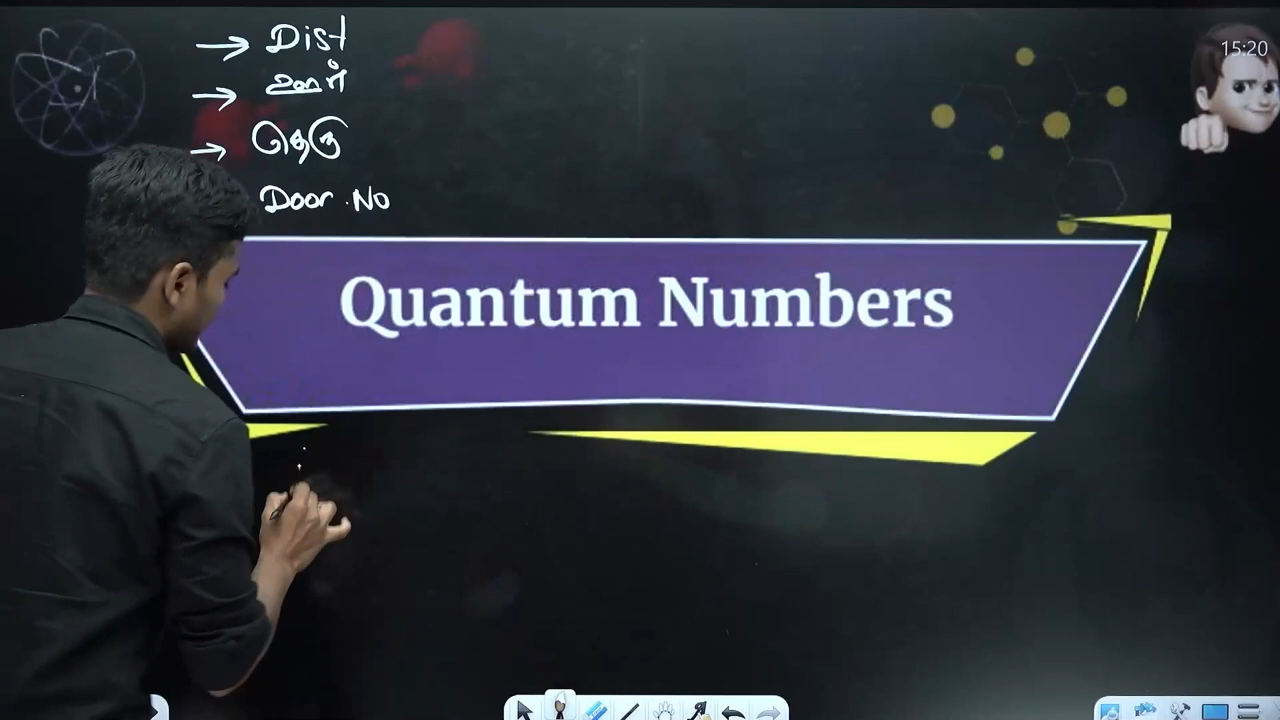 → Dist
→ ஊர்
→ தெரு
Door.No
Quantum Numbers
15:20